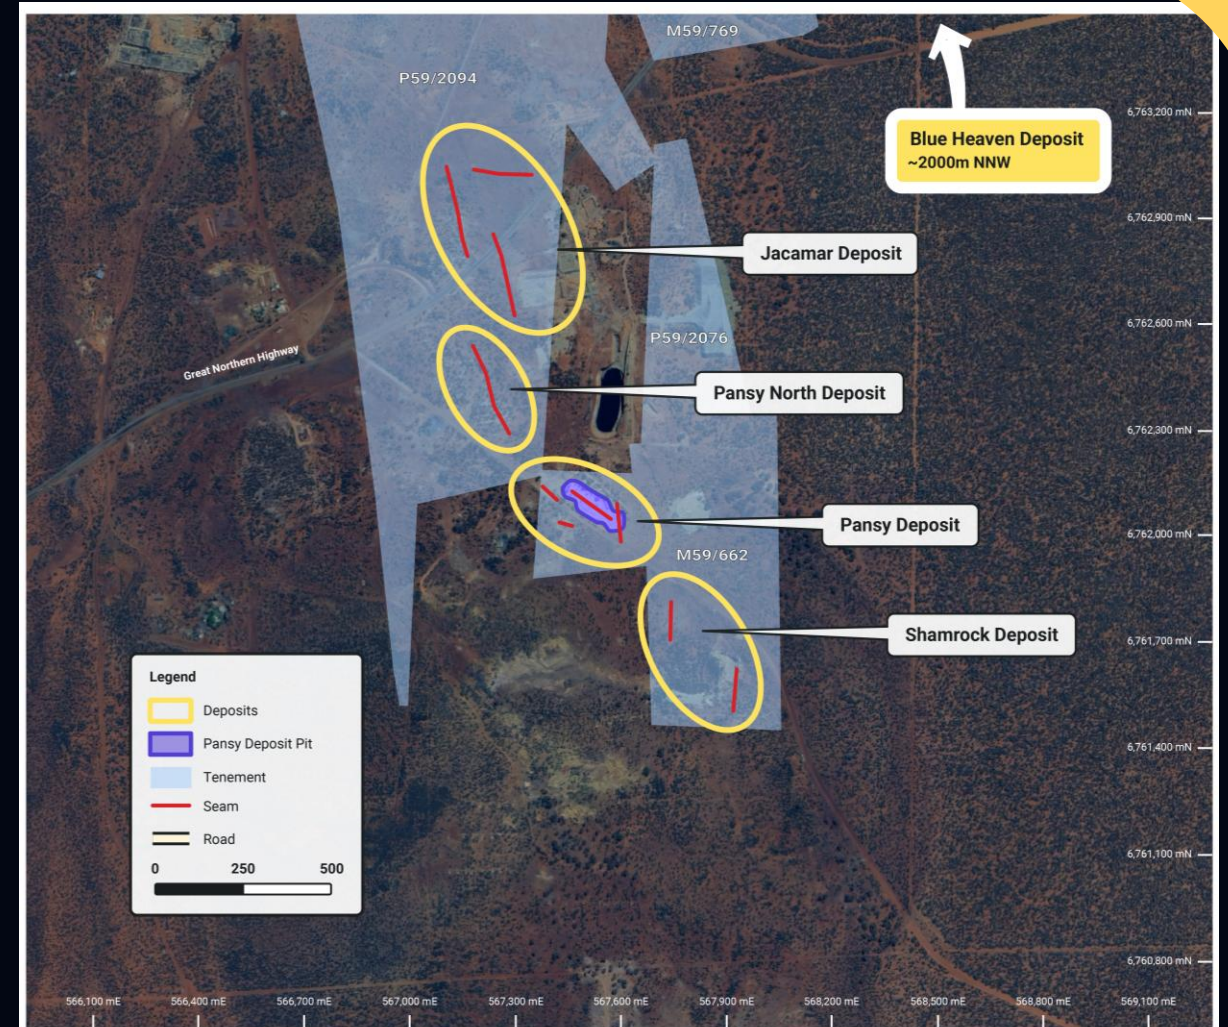 M59/769
P59/2094
6,763,200 mN
Blue Heaven Deposit
~2000m NNW
6,762,900 mN
Jacamar Deposit
6,762,600 mN
P59/2076
Great Northern Highway
Pansy North Deposit
6,762,300 mN
Pansy Deposit
6,762,000 mN
M59/662
6,761,700 mN
Shamrock Deposit
Legend
Deposits
Pansy Deposit Pit
Tenement
Seam
Road
0 250 500
6,761,400 mN
6,761,100 mN
6,760,800 mN
566,100 mE 566,400 mE 566,700 mE 567,000 mE 567,300 mE 567,600 mE 567,900 mE 568,200 mE 568,500 mE 568,800 mE 569,100 mE